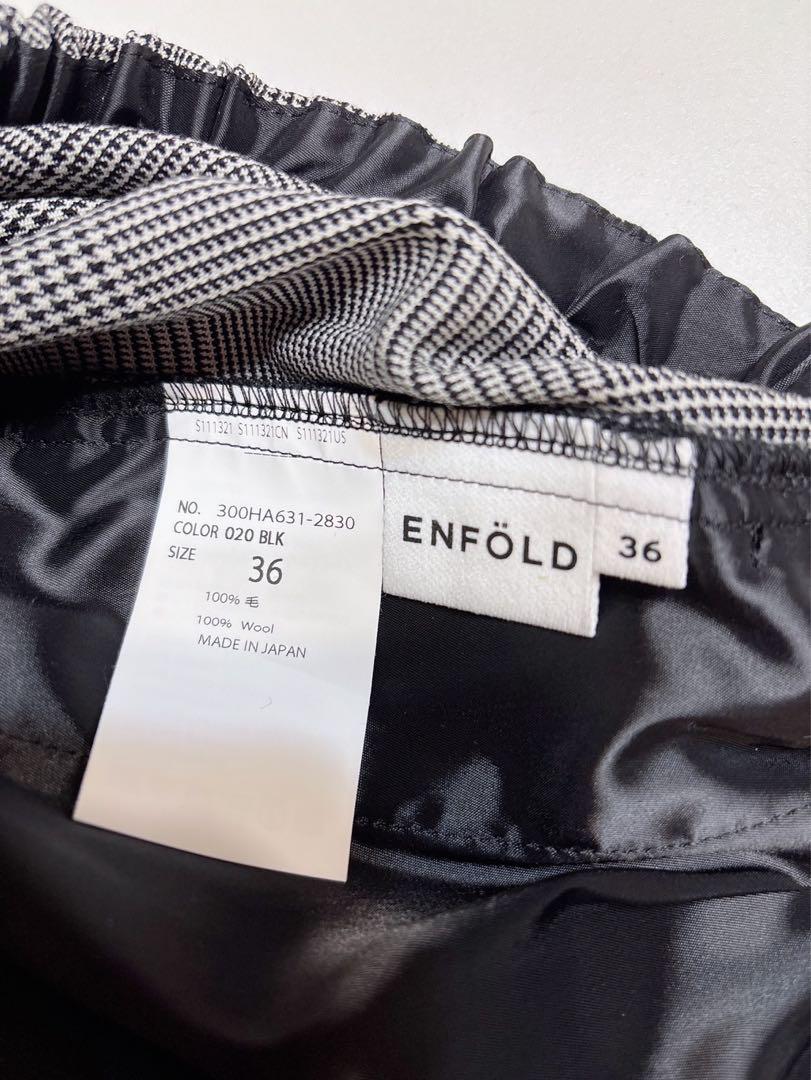 S111321 S111321CN S111321US
NO. 300HA631-2830
COLOR 020 BLK
SIZE 36
100% 毛
100% Wool
MADE IN JAPAN
ENFÖLD
36